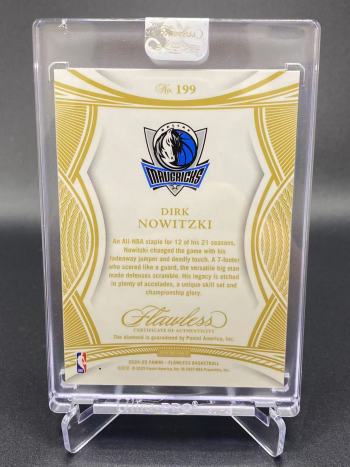 No. 199
DALLAS
MAVERICKS
DIRK
NOWITZKI
An All-NBA staple for 12 of his 21 seasons,
Nowitzki changed the game with his
fadeaway jumper and deadly touch. A 7-footer
who scored like a guard, the versatile big man
made defenses scramble. His legacy is etched
in plenty of accolades, a unique skill set and
championship glory.
Flawless
CERTIFICATE OF AUTHENTICITY
The diamond is guaranteed by Panini America, Inc.
FLAWLESS BASKETBALL